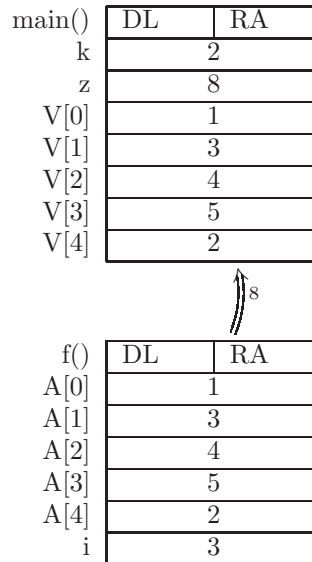 main() DL RA
k 2
z 8
V[0] 1
V[1] 3
V[2] 4
V[3] 5
V[4] 2
8
f() DL RA
A[0] 1
A[1] 3
A[2] 4
A[3] 5
A[4] 2
i 3